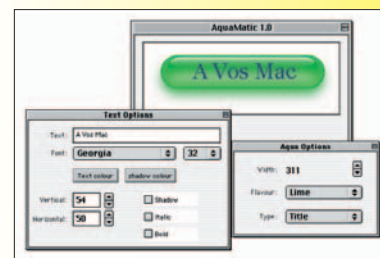 AquaMatic 1.0
A Vos Mac
Text Options
Text: A Vos Mac
Font: Georgia 32
Text colour shadow colour
Vertical: 54 Shadow
Horizontal: 50 Italic
Bold
Aqua Options
Width: 311
Flavour: Lime
Type: Title